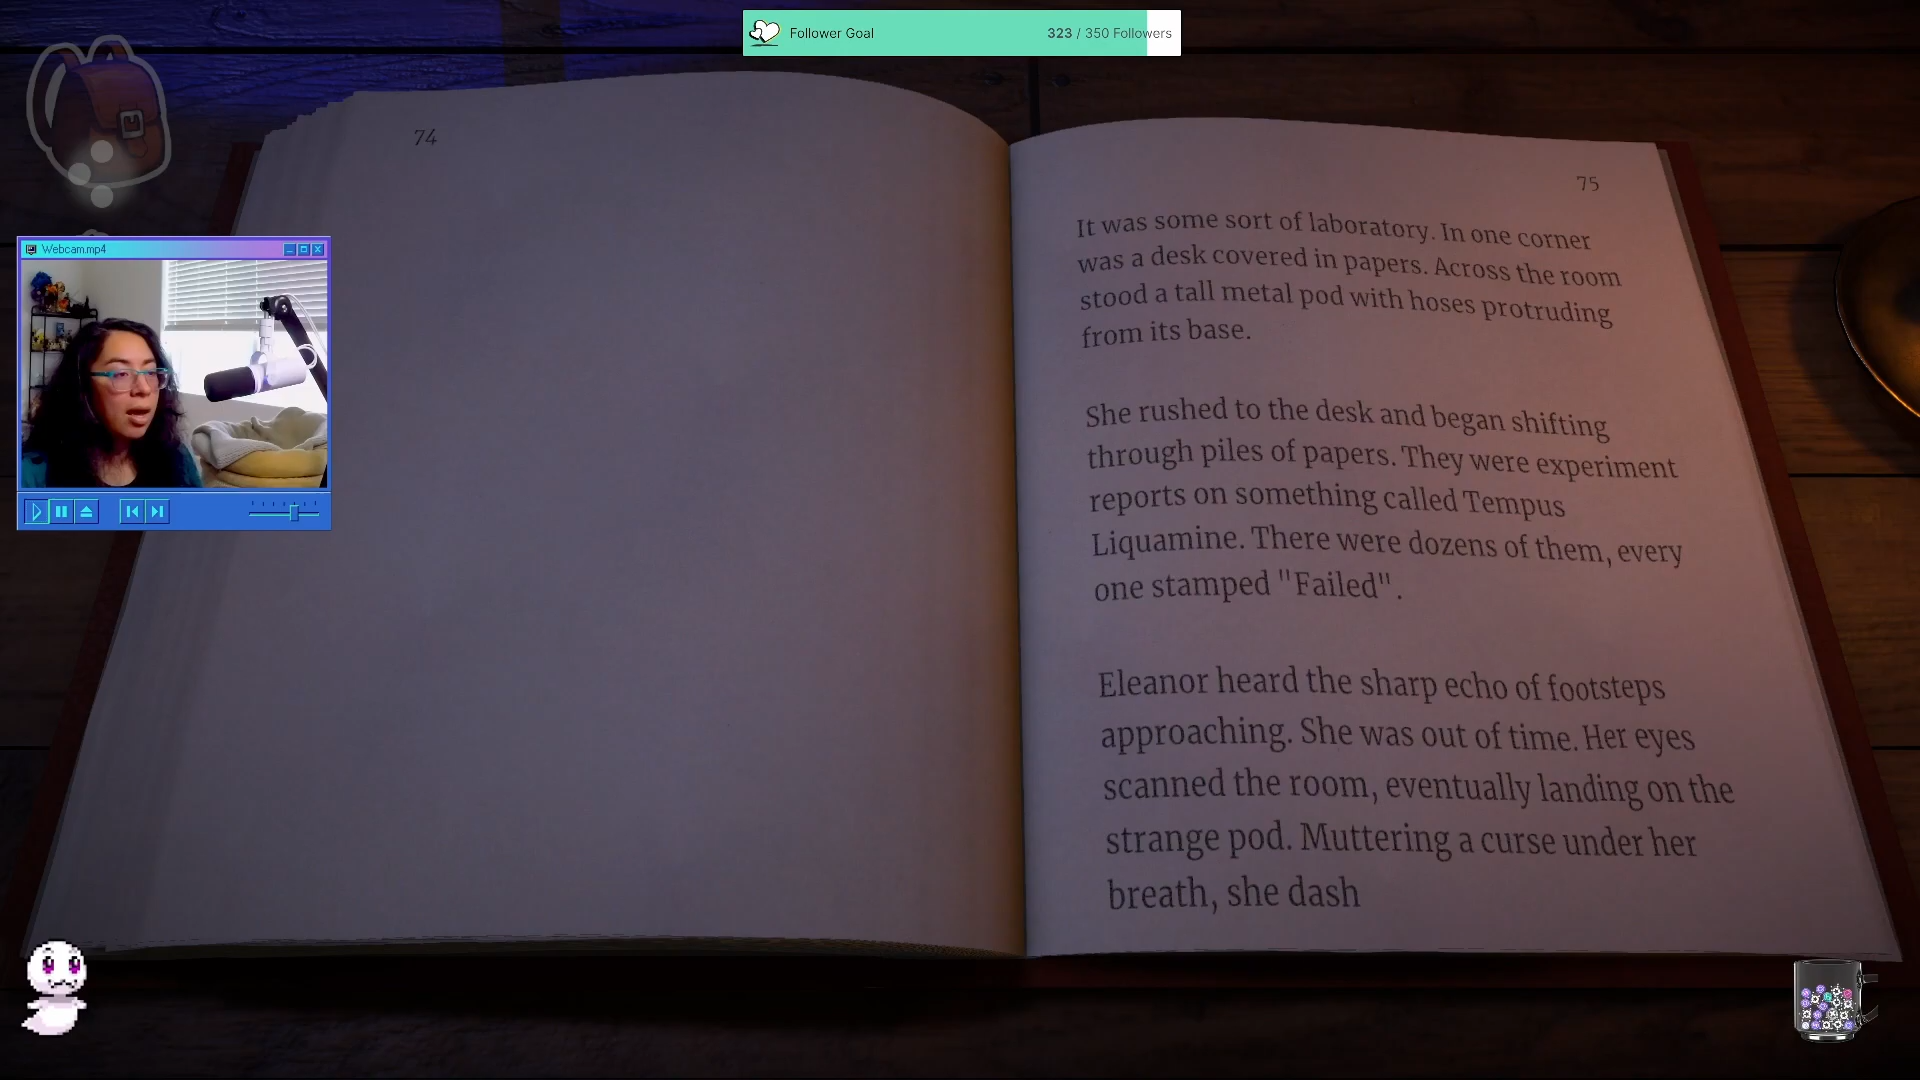 Follower Goal
323 / 350 Followers
Webcam.mp4
74
75
It was some sort of laboratory. In one corner
was a desk covered in papers. Across the room
stood a tall metal pod with hoses protruding
from its base.
She rushed to the desk and began shifting
through piles of papers. They were experiment
reports on something called Tempus
Liquamine. There were dozens of them, every
one stamped "Failed".
Eleanor heard the sharp echo of footsteps
approaching. She was out of time. Her eyes
scanned the room, eventually landing on the
strange pod. Muttering a curse under her
breath, she dash